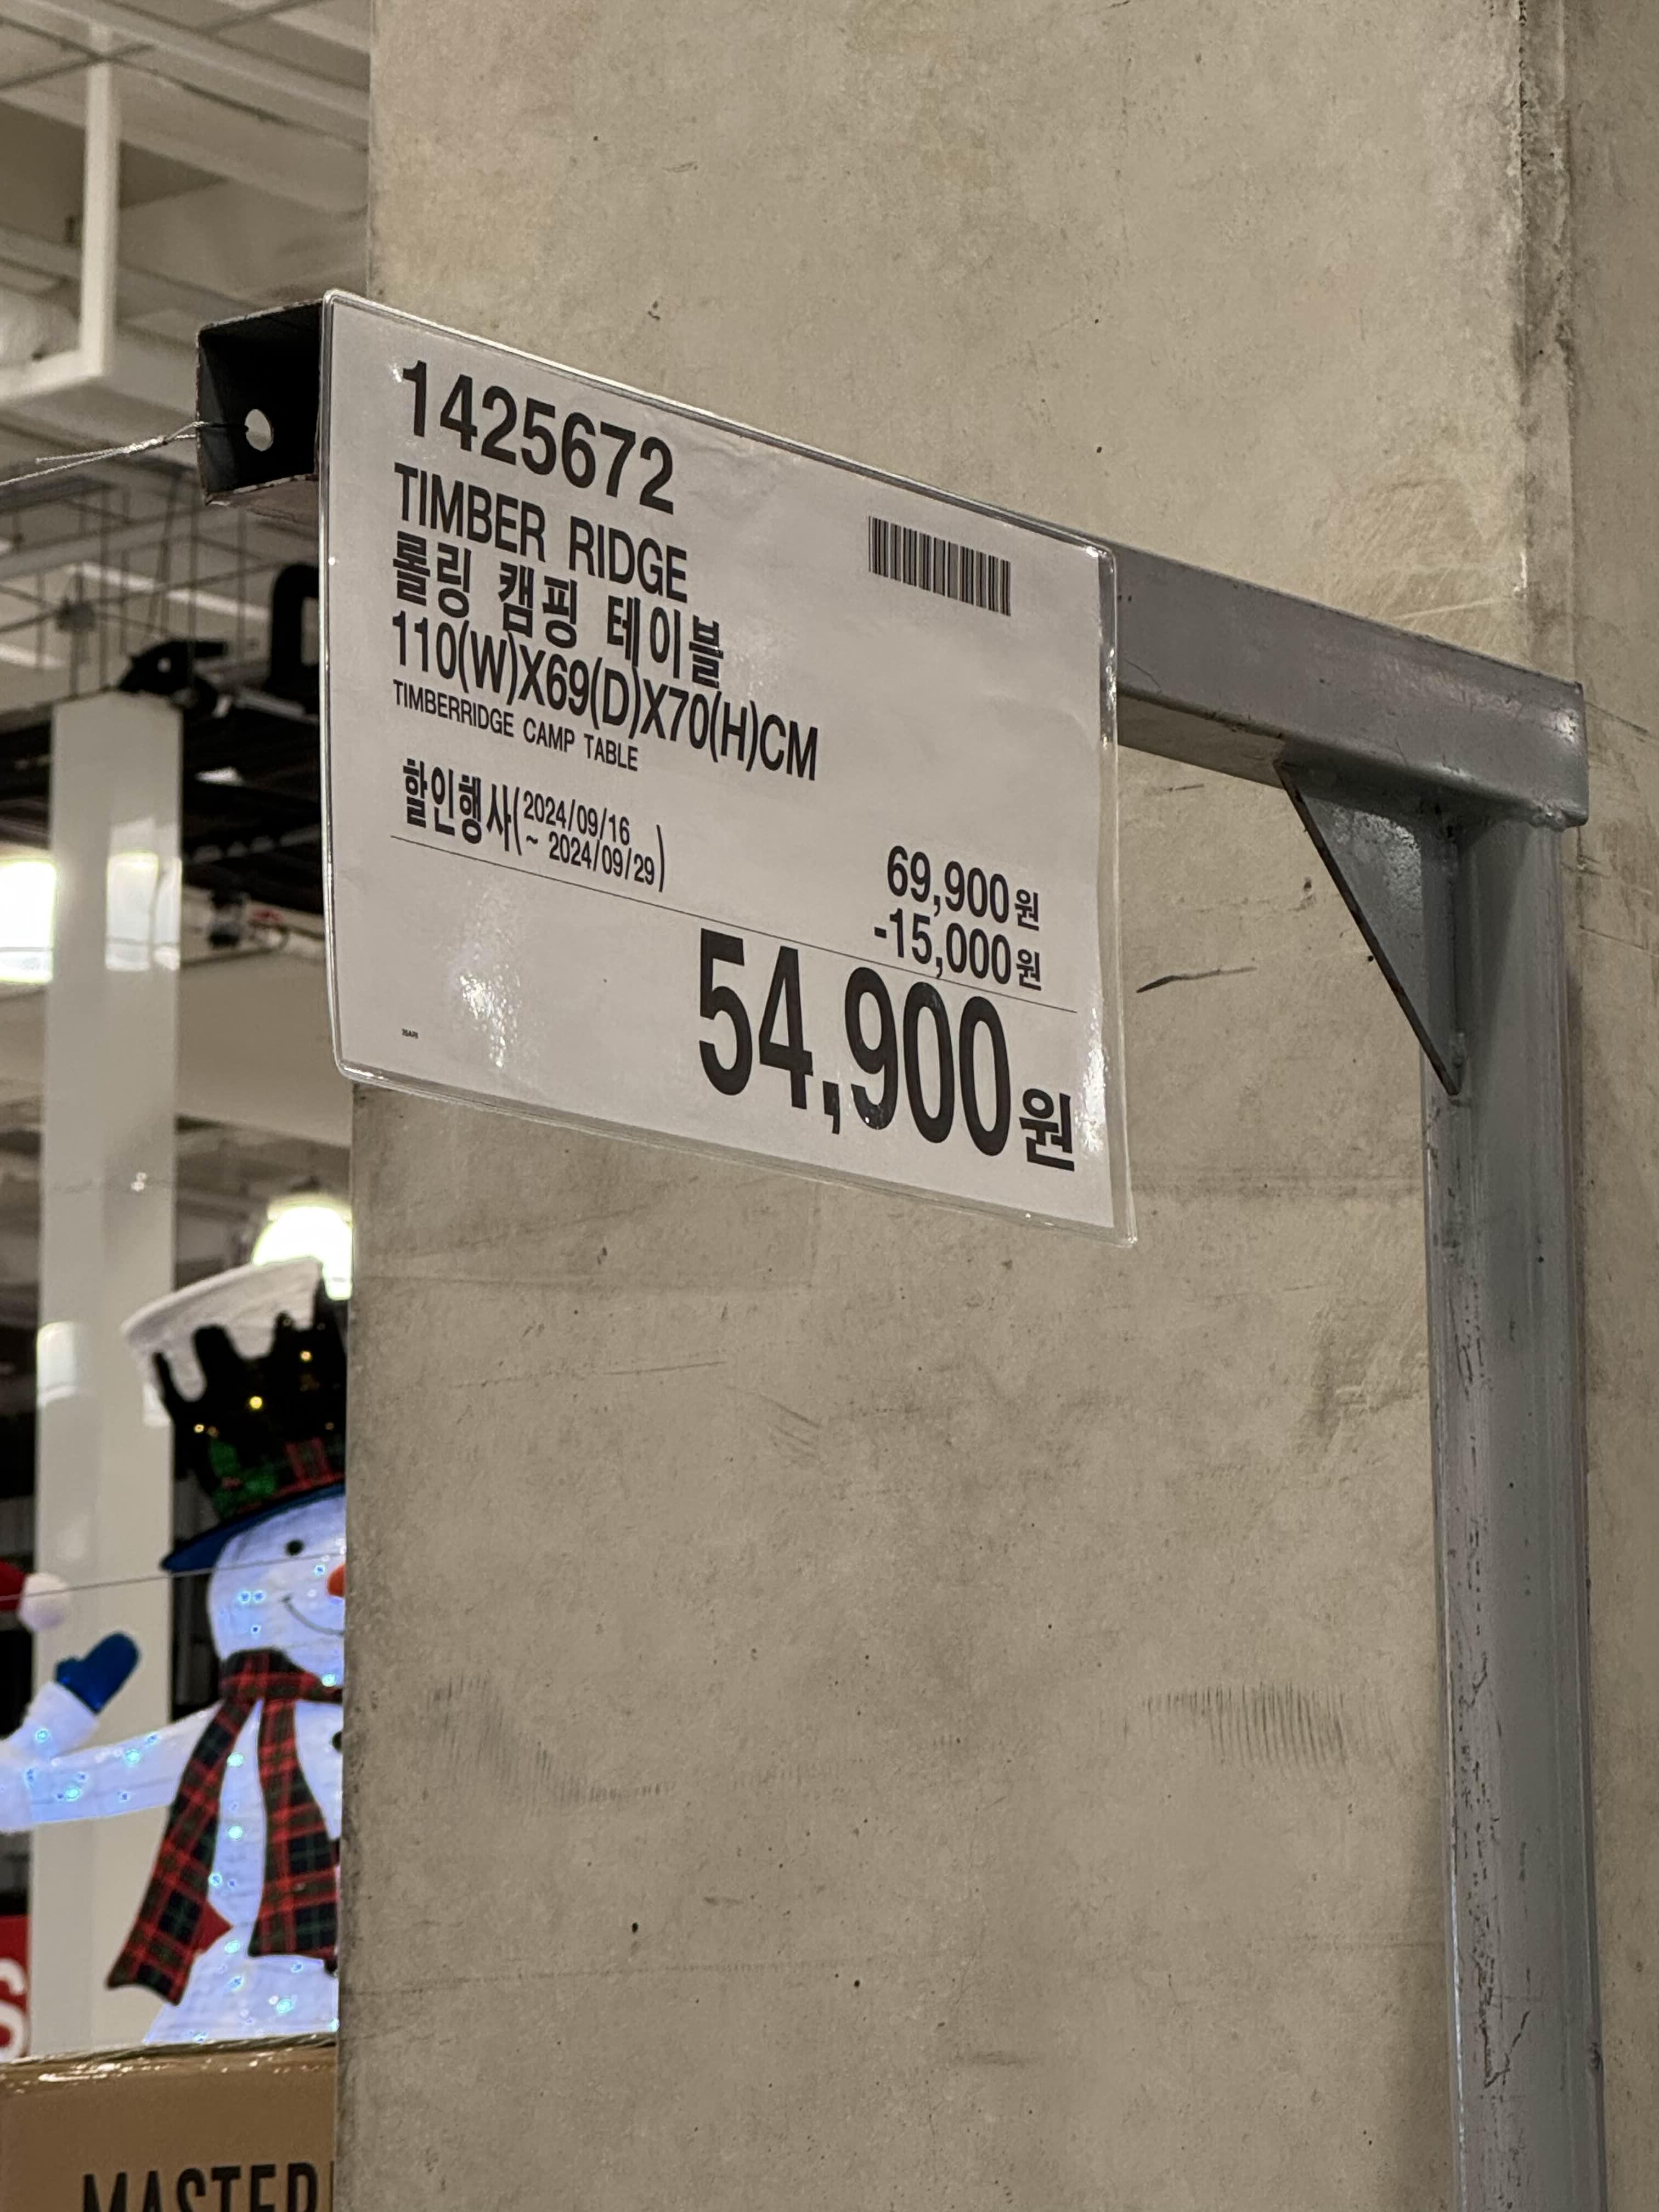 1425672
TIMBER RIDGE
롤링 캠핑 테이블
110(W)X69(D)X70(H)CM
TIMBERRIDGE CAMP TABLE
할인행사(2024/09/16
~ 2024/09/29)
69,900원
-15,000원
54,900원
MASTER